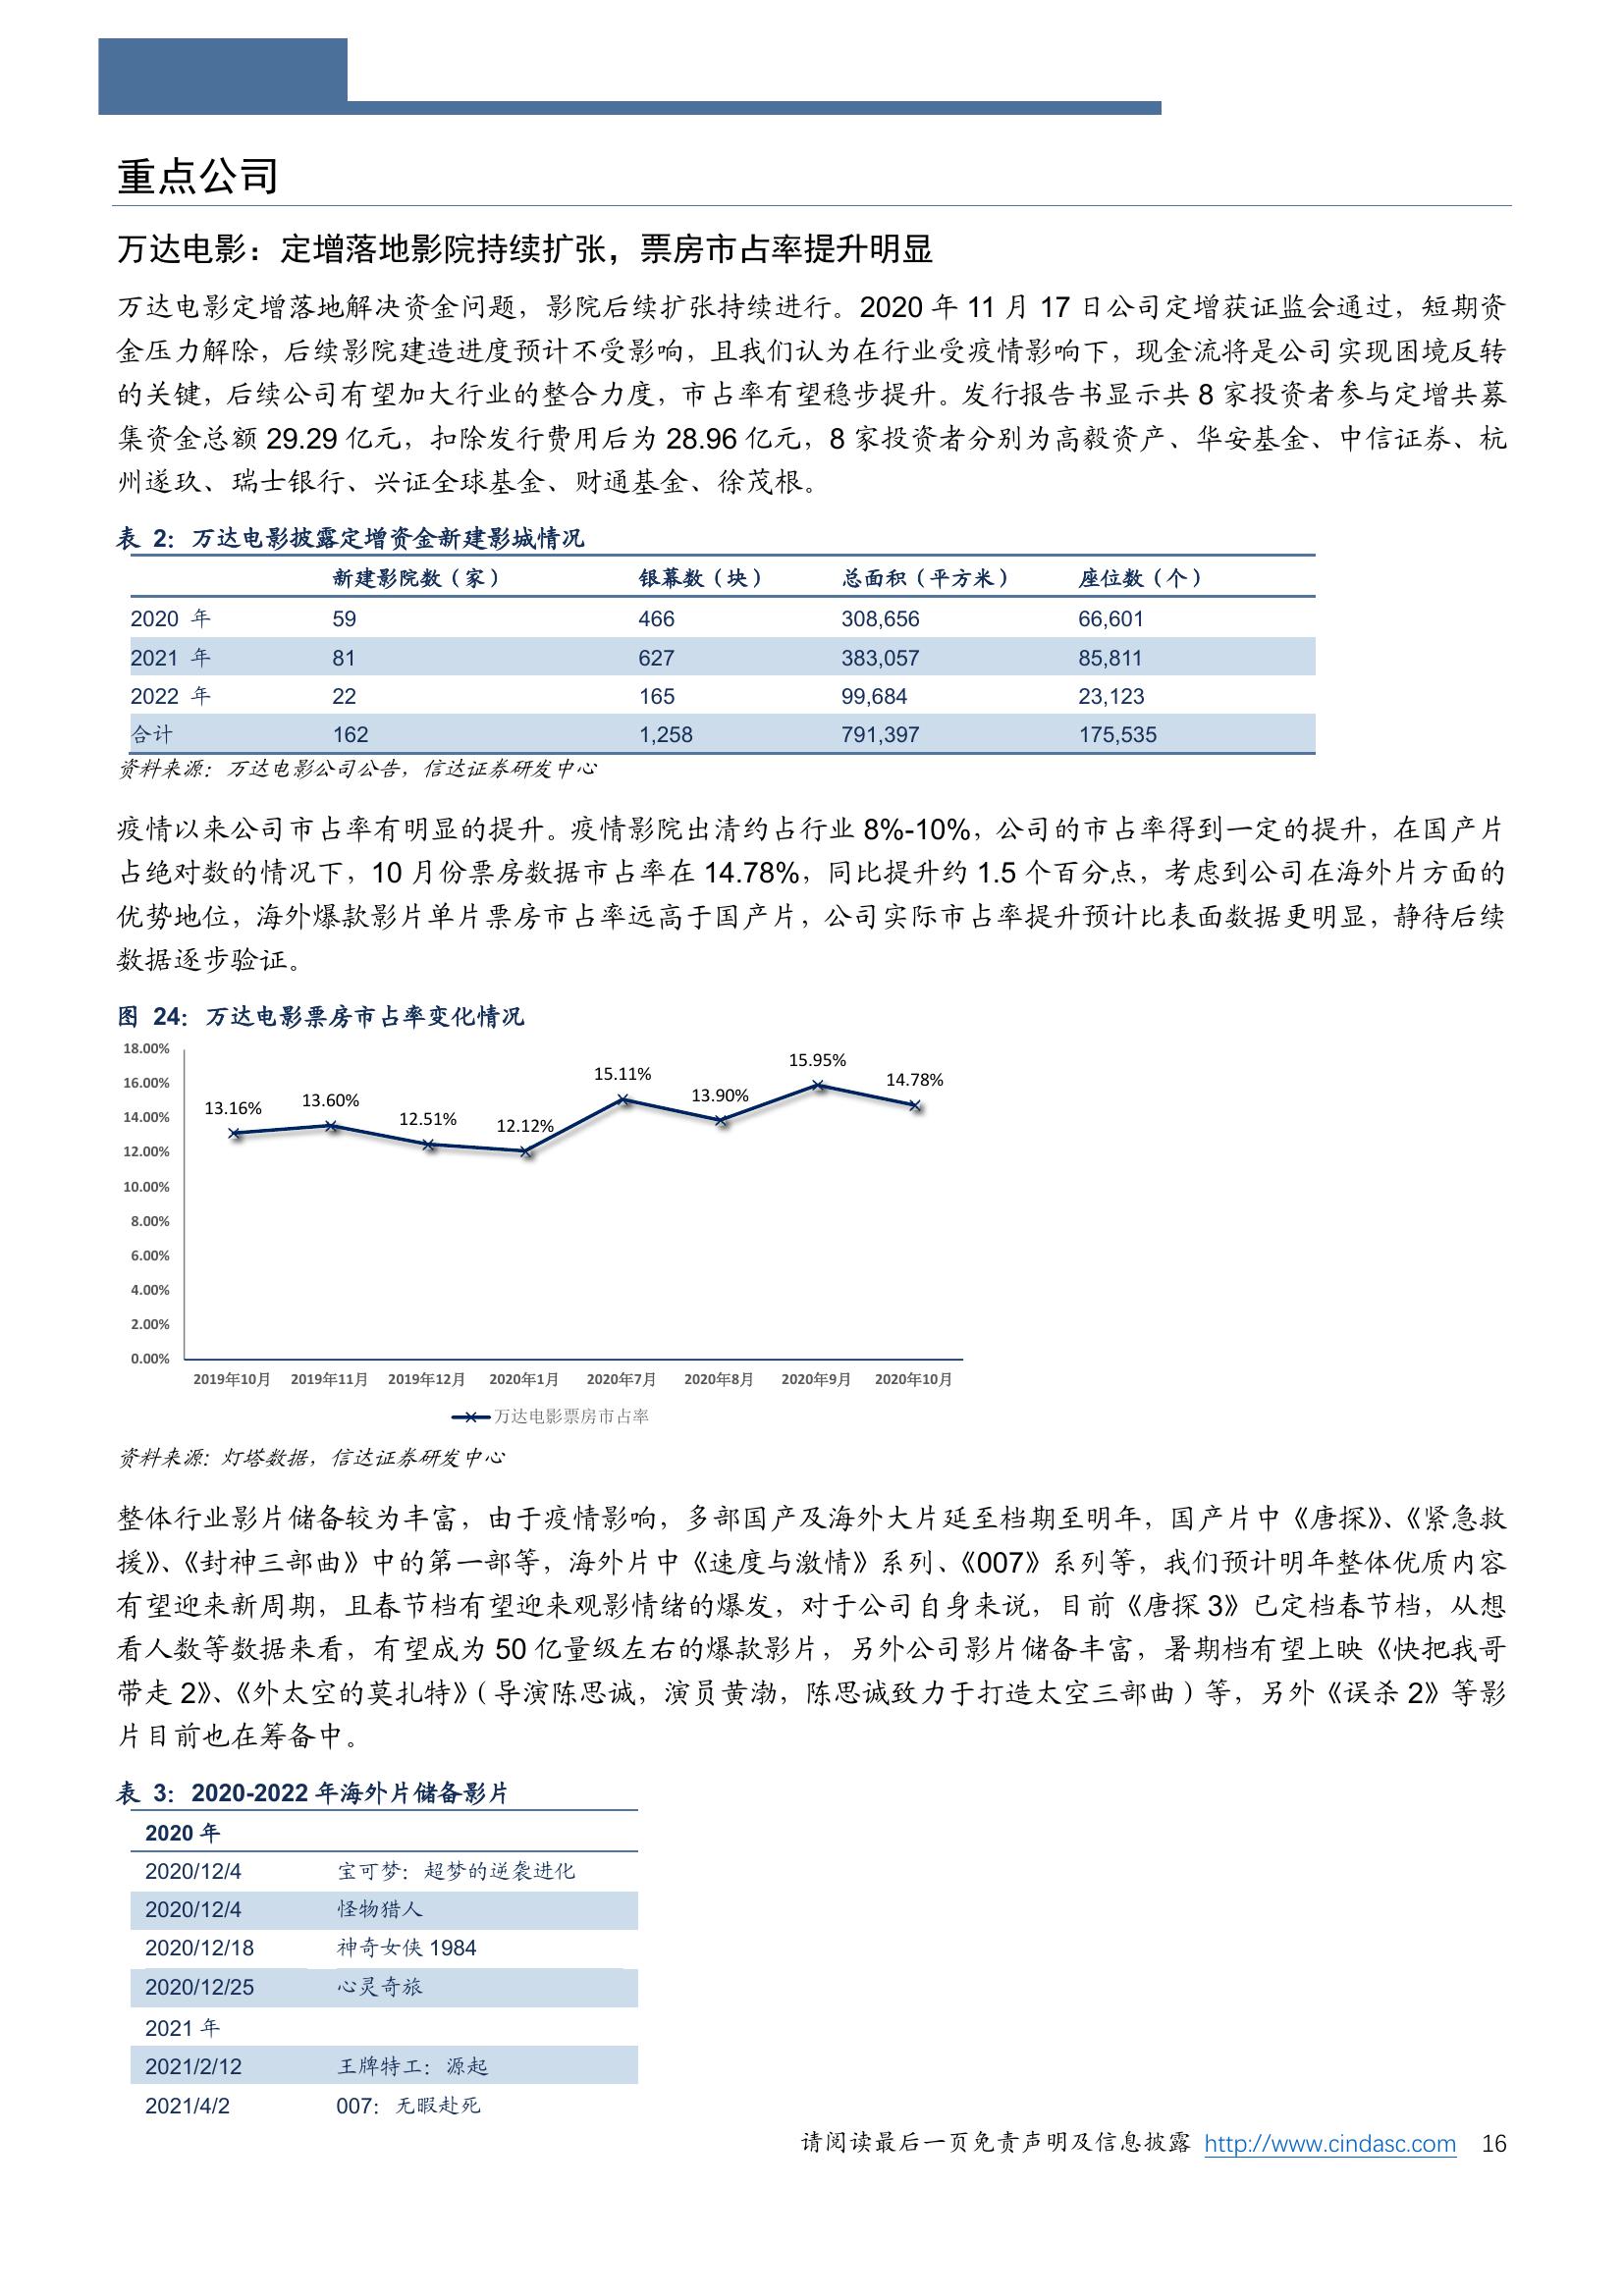 重点公司
万达电影：定增落地影院持续扩张，票房市占率提升明显
万达电影定增落地解决资金问题，影院后续扩张持续进行。2020 年 11 月 17 日公司定增获证监会通过，短期资
金压力解除，后续影院建造进度预计不受影响，且我们认为在行业受疫情影响下，现金流将是公司实现困境反转
的关键，后续公司有望加大行业的整合力度，市占率有望稳步提升。发行报告书显示共 8 家投资者参与定增共募
集资金总额 29.29 亿元，扣除发行费用后为 28.96 亿元，8 家投资者分别为高毅资产、华安基金、中信证券、杭
州遂玖、瑞士银行、兴证全球基金、财通基金、徐茂根。
表 2：万达电影披露定增资金新建影城情况
新建影院数（家） 银幕数（块） 总面积（平方米） 座位数（个）
2020 年 59 466 308,656 66,601
2021 年 81 627 383,057 85,811
2022 年 22 165 99,684 23,123
合计 162 1,258 791,397 175,535
资料来源：万达电影公司公告，信达证券研发中心
疫情以来公司市占率有明显的提升。疫情影院出清约占行业 8%-10%，公司的市占率得到一定的提升，在国产片
占绝对数的情况下，10 月份票房数据市占率在 14.78%，同比提升约 1.5 个百分点，考虑到公司在海外片方面的
优势地位，海外爆款影片单片票房市占率远高于国产片，公司实际市占率提升预计比表面数据更明显，静待后续
数据逐步验证。
图 24：万达电影票房市占率变化情况
18.00%
16.00%
14.00%
12.00%
10.00%
8.00%
6.00%
4.00%
2.00%
0.00%
13.16% 13.60% 12.51% 12.12% 15.11% 13.90% 15.95% 14.78%
2019年10月 2019年11月 2019年12月 2020年1月 2020年7月 2020年8月 2020年9月 2020年10月
万达电影票房市占率
资料来源：灯塔数据，信达证券研发中心
整体行业影片储备较为丰富，由于疫情影响，多部国产及海外大片延至档期至明年，国产片中《唐探》、《紧急救
援》、《封神三部曲》中的第一部等，海外片中《速度与激情》系列、《007》系列等，我们预计明年整体优质内容
有望迎来新周期，且春节档有望迎来观影情绪的爆发，对于公司自身来说，目前《唐探 3》已定档春节档，从想
看人数等数据来看，有望成为 50 亿量级左右的爆款影片，另外公司影片储备丰富，暑期档有望上映《快把我哥
带走 2》、《外太空的莫扎特》（导演陈思诚，演员黄渤，陈思诚致力于打造太空三部曲）等，另外《误杀 2》等影
片目前也在筹备中。
表 3：2020-2022 年海外片储备影片
2020 年
2020/12/4 宝可梦：超梦的逆袭进化
2020/12/4 怪物猎人
2020/12/18 神奇女侠 1984
2020/12/25 心灵奇旅
2021 年
2021/2/12 王牌特工：源起
2021/4/2 007：无暇赴死
请阅读最后一页免责声明及信息披露 http://www.cindasc.com 16